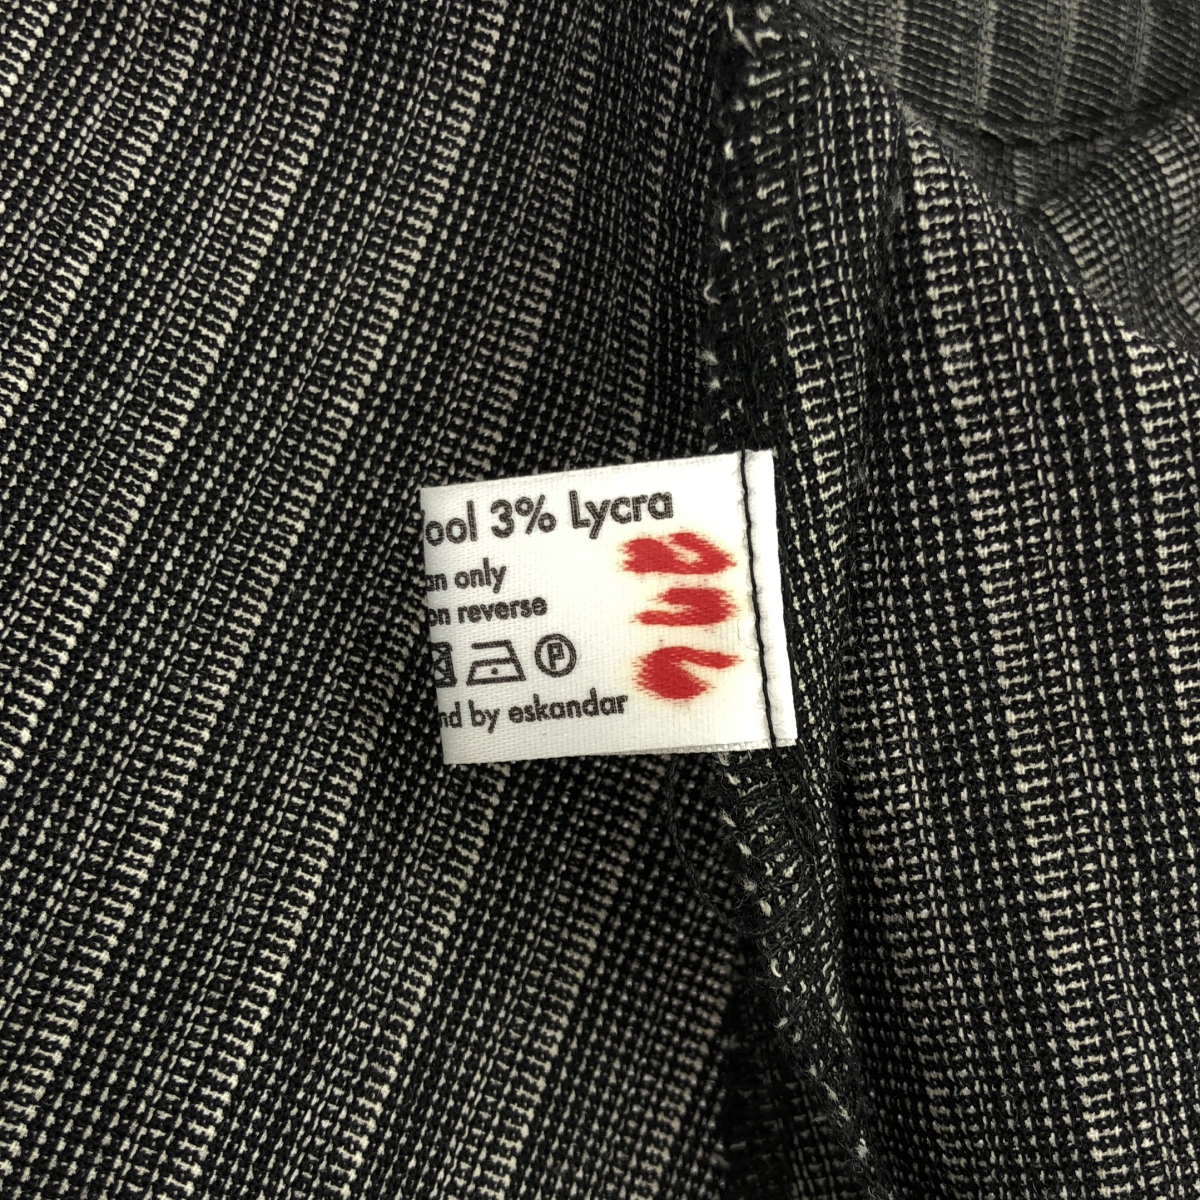 ool 3% Lycra
an only
on reverse
P
nd by eskandar